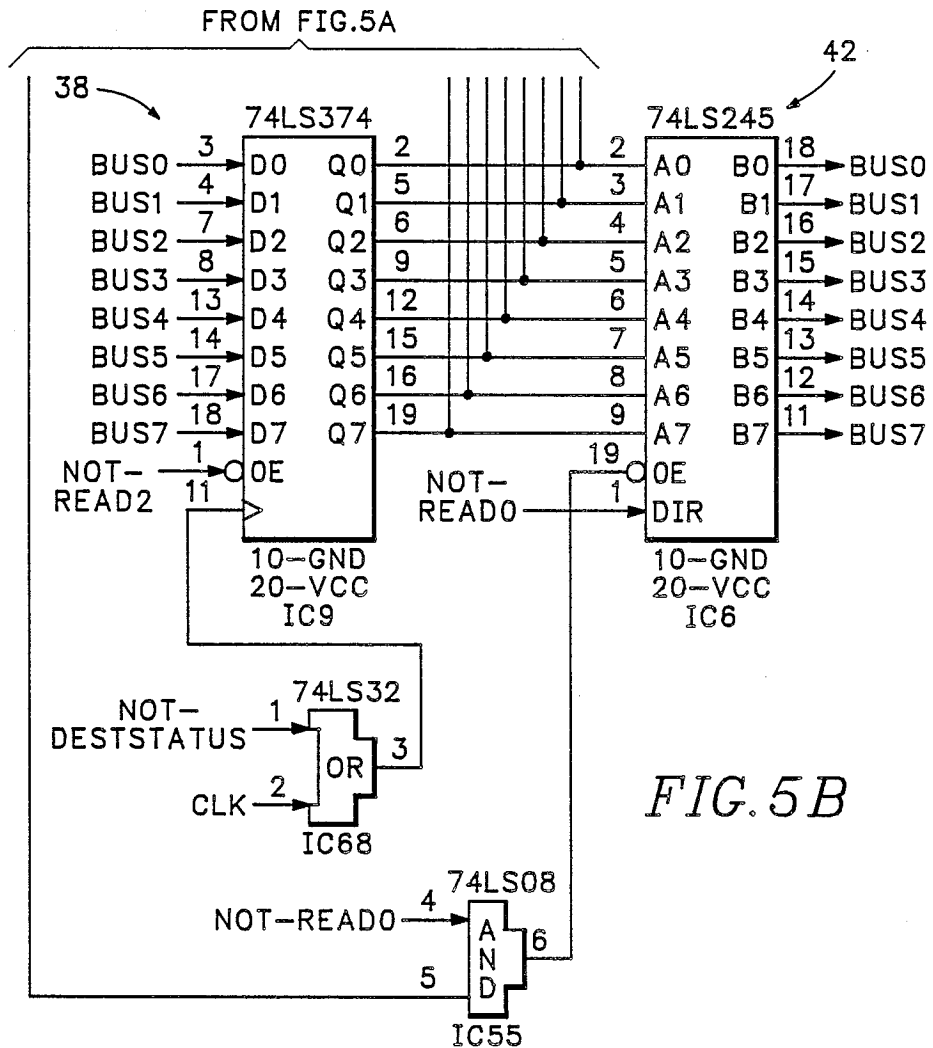 FROM FIG.5A
38
42
74LS374
74LS245
BUS0 3 D0 Q0 2 2 A0 B0 18 BUS0
BUS1 4 D1 Q1 5 3 A1 B1 17 BUS1
BUS2 7 D2 Q2 6 4 A2 B2 16 BUS2
BUS3 8 D3 Q3 9 5 A3 B3 15 BUS3
BUS4 13 D4 Q4 12 6 A4 B4 14 BUS4
BUS5 14 D5 Q5 15 7 A5 B5 13 BUS5
BUS6 17 D6 Q6 16 8 A6 B6 12 BUS6
BUS7 18 D7 Q7 19 9 A7 B7 11 BUS7
NOT-
READ2
1 OE
11
19 OE
NOT-
READ0
1 DIR
10-GND
20-VCC
IC9
10-GND
20-VCC
IC6
74LS32
NOT-
DESTSTATUS
1
OR 3
CLK 2
IC68
FIG.5B
74LS08
NOT-READ0 4
AND
6
5
IC55